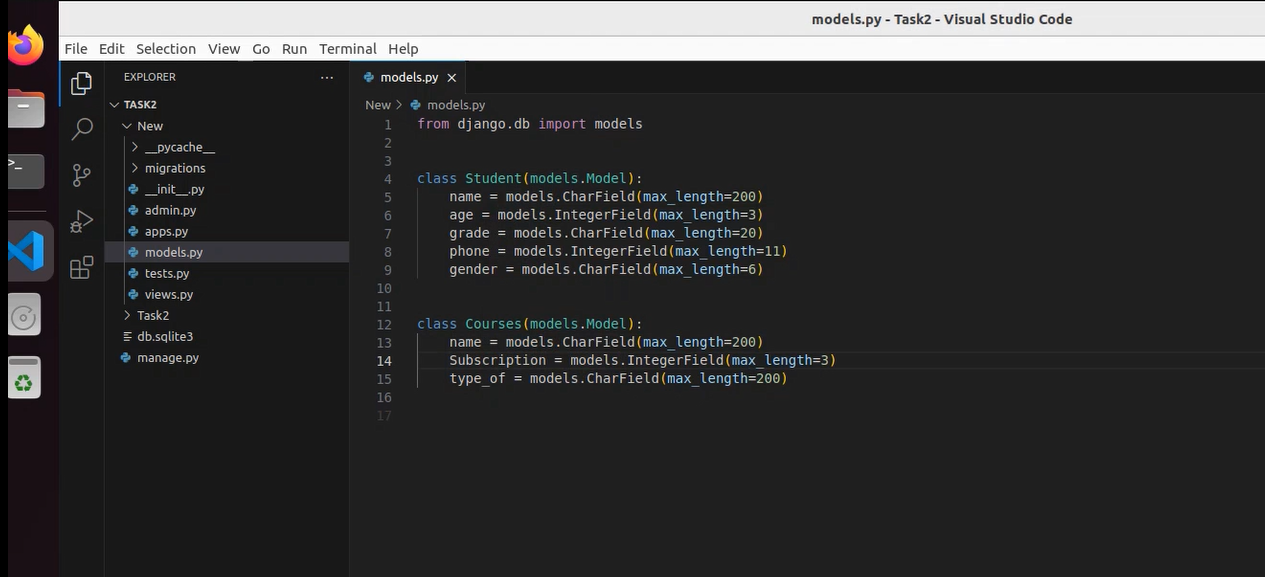 models.py - Task2 - Visual Studio Code
File Edit Selection View Go Run Terminal Help
EXPLORER ...
TASK2
New
__pycache__
migrations
__init__.py
admin.py
apps.py
models.py
tests.py
views.py
Task2
db.sqlite3
manage.py
models.py
New > models.py
1 from django.db import models
2
3
4 class Student(models.Model):
5 name = models.CharField(max_length=200)
6 age = models.IntegerField(max_length=3)
7 grade = models.CharField(max_length=20)
8 phone = models.IntegerField(max_length=11)
9 gender = models.CharField(max_length=6)
10
11
12 class Courses(models.Model):
13 name = models.CharField(max_length=200)
14 Subscription = models.IntegerField(max_length=3)
15 type_of = models.CharField(max_length=200)
16
17